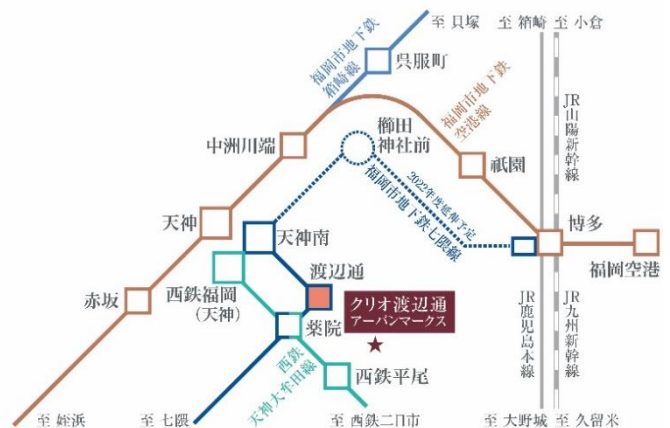 至 貝塚
至 箱崎
至 小倉
福岡市地下鉄
箱崎線
呉服町
福岡市地下鉄
空港線
JR山陽新幹線
櫛田
神社前
中洲川端
祇園
2022年度延伸予定
福岡市地下鉄七隈線
天神
天神南
博多
福岡空港
西鉄福岡
(天神)
渡辺通
赤坂
クリオ渡辺通
アーバンマークス
薬院
JR鹿児島本線
JR九州新幹線
西鉄
天神大牟田線
西鉄平尾
至 姪浜
至 七隈
至 西鉄二日市
至 大野城
至 久留米